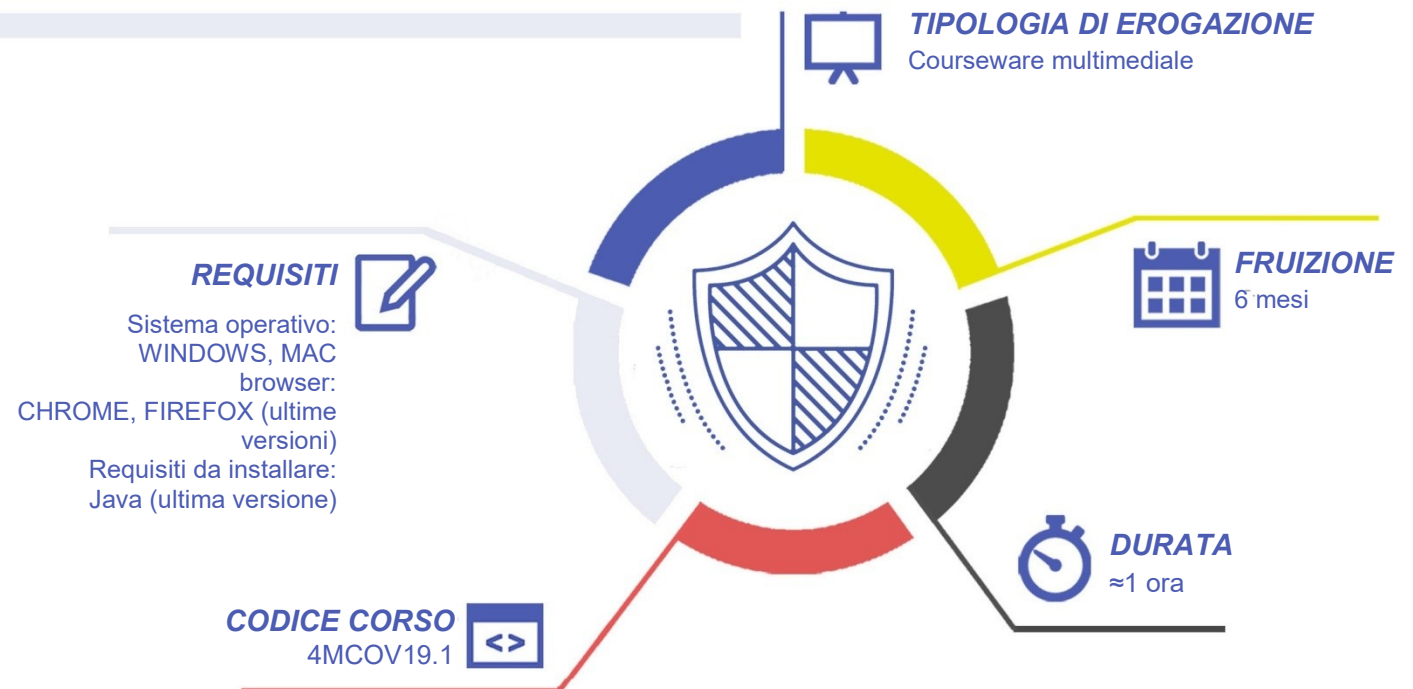 TIPOLOGIA DI EROGAZIONE
Courseware multimediale
REQUISITI
Sistema operativo:
WINDOWS, MAC
browser:
CHROME, FIREFOX (ultime
versioni)
Requisiti da installare:
Java (ultima versione)
FRUIZIONE
6 mesi
DURATA
≈1 ora
CODICE CORSO
4MCOV19.1